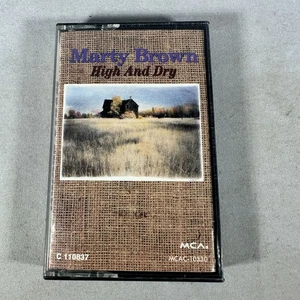 Marty Brown
High And Dry
MCA®
C 110837
MCAC-10330